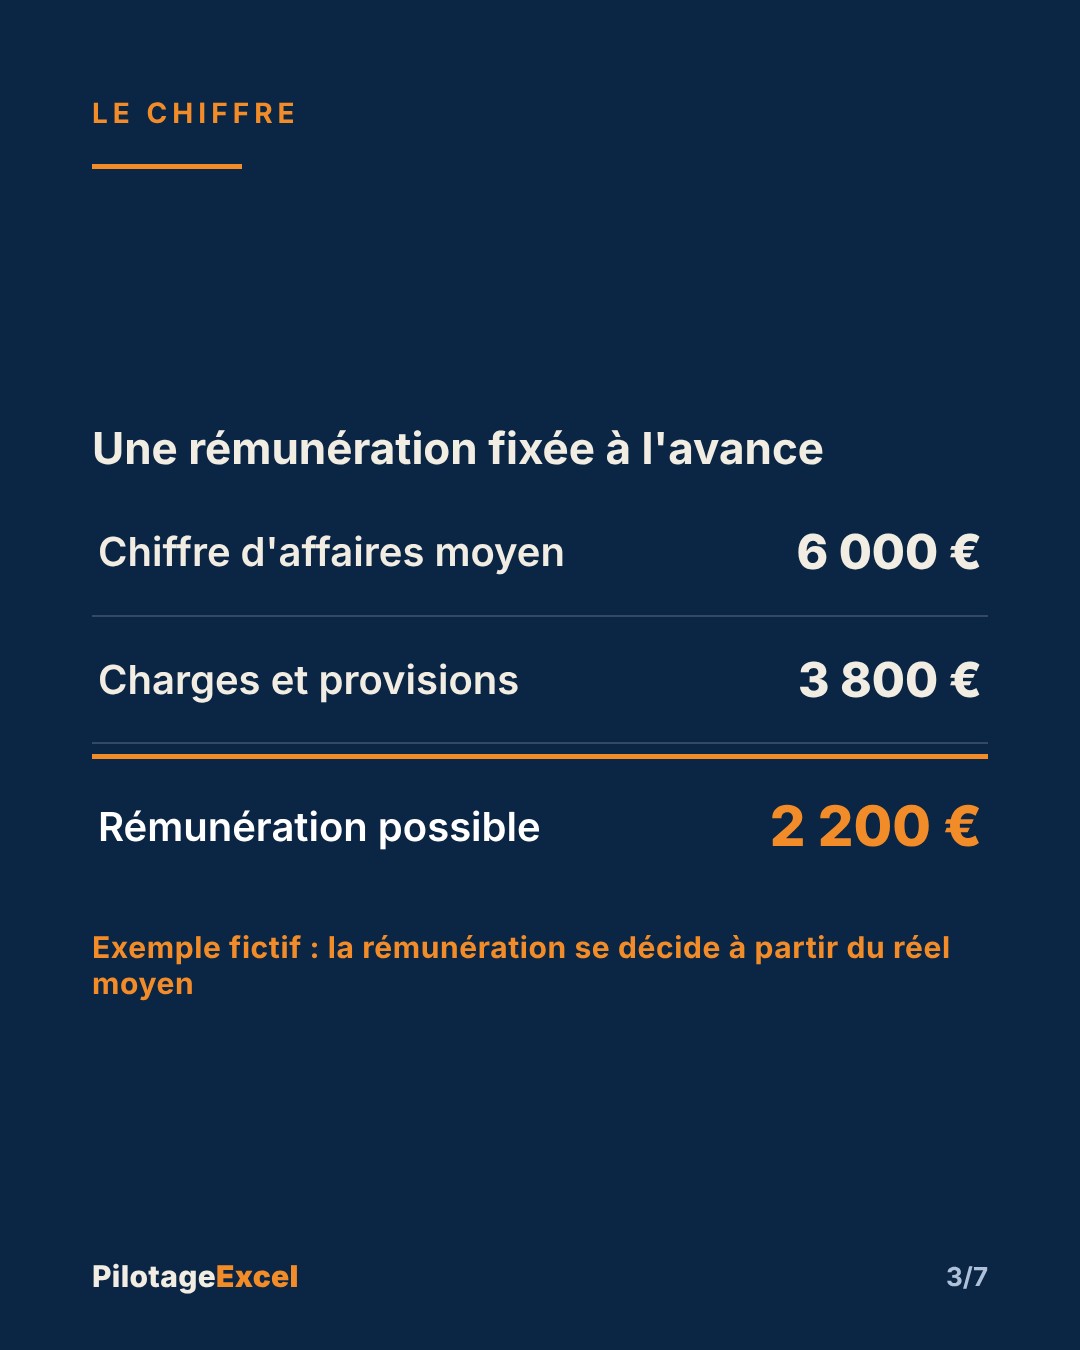 LE CHIFFRE
Une rémunération fixée à l'avance
Chiffre d'affaires moyen 6 000 €
Charges et provisions 3 800 €
Rémunération possible 2 200 €
Exemple fictif : la rémunération se décide à partir du réel
moyen
PilotageExcel 3/7